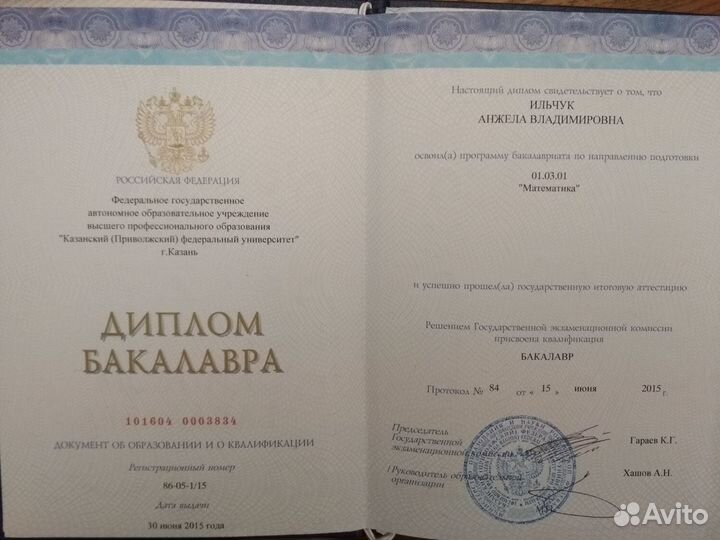 РОССИЙСКАЯ ФЕДЕРАЦИЯ
Федеральное государственное
автономное образовательное учреждение
высшего профессионального образования
"Казанский (Приволжский) федеральный университет"
г.Казань
ДИПЛОМ
БАКАЛАВРА
101604 0003834
ДОКУМЕНТ ОБ ОБРАЗОВАНИИ И О КВАЛИФИКАЦИИ
Регистрационный номер
86-05-1/15
Дата выдачи
30 июня 2015 года
Настоящий диплом свидетельствует о том, что
ИЛЬЧУК
АНЖЕЛА ВЛАДИМИРОВНА
освоил(а) программу бакалавриата по направлению подготовки
01.03.01
"Математика"
и успешно прошел(ла) государственную итоговую аттестацию
Решением Государственной экзаменационной комиссии
присвоена квалификация
БАКАЛАВР
Протокол № 84 от « 15 » июня 2015 г.
Председатель
Государственной
экзаменационной комиссии
Гараев К.Г.
Руководитель образовательной
организации
Хашов А.Н.
Avito